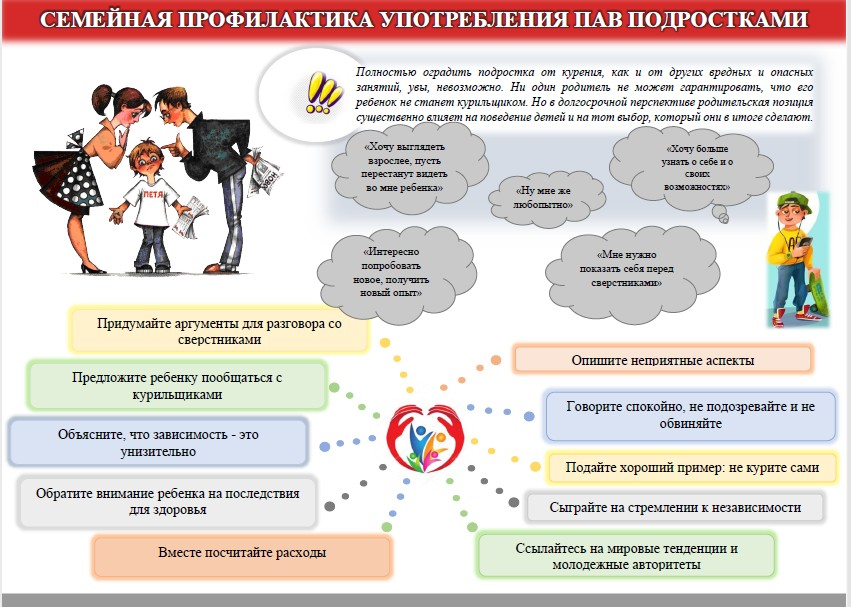 СЕМЕЙНАЯ ПРОФИЛАКТИКА УПОТРЕБЛЕНИЯ ПАВ ПОДРОСТКАМИ
Полностью оградить подростка от курения, как и от других вредных и опасных
занятий, увы, невозможно. Ни один родитель не может гарантировать, что его
ребенок не станет курильщиком. Но в долгосрочной перспективе родительская позиция
существенно влияет на поведение детей и на тот выбор, который они в итоге сделают.
«Хочу выглядеть
взрослее, пусть
перестанут видеть
во мне ребенка»
«Ну мне же
любопытно»
«Хочу больше
узнать о себе и о
своих
возможностях»
ПЕТЯ
«Интересно
попробовать
новое, получить
новый опыт»
«Мне нужно
показать себя перед
сверстниками»
Придумайте аргументы для разговора со
сверстниками
Предложите ребенку пообщаться с
курильщиками
Объясните, что зависимость - это
унизительно
Обратите внимание ребенка на последствия
для здоровья
Вместе посчитайте расходы
Опишите неприятные аспекты
Говорите спокойно, не подозревайте и не
обвиняйте
Подайте хороший пример: не курите сами
Сыграйте на стремлении к независимости
Ссылайтесь на мировые тенденции и
молодежные авторитеты